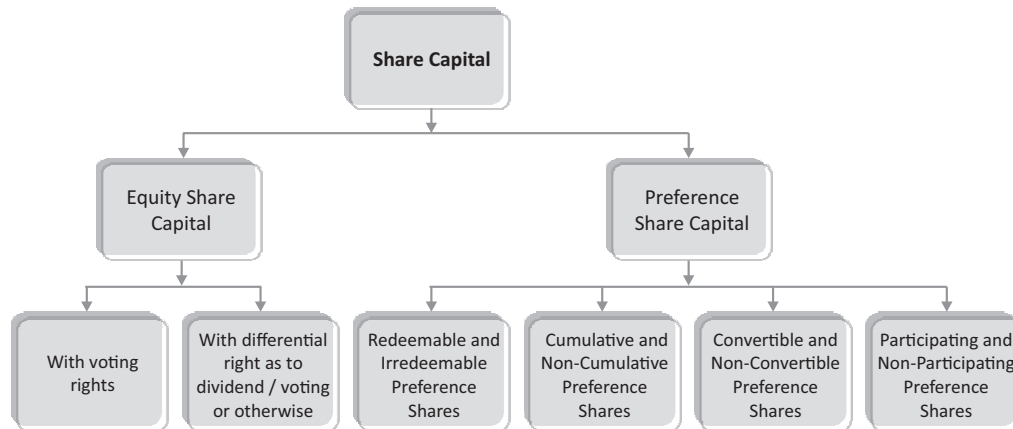 Share Capital
Equity Share
Capital
Preference
Share Capital
With voting
rights
With differential
right as to
dividend / voting
or otherwise
Redeemable and
Irredeemable
Preference
Shares
Cumulative and
Non-Cumulative
Preference
Shares
Convertible and
Non-Convertible
Preference
Shares
Participating and
Non-Participating
Preference
Shares